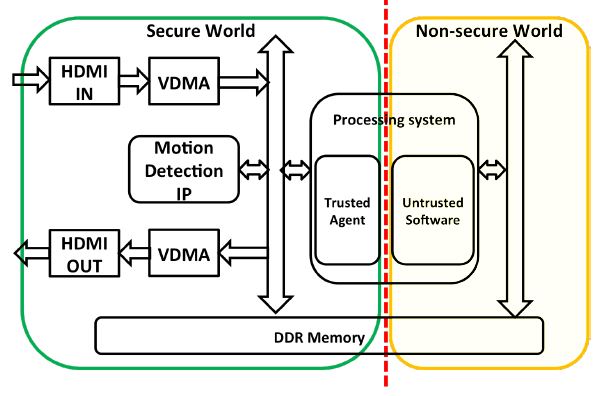 Secure World
Non-secure World
HDMI
IN
VDMA
Processing system
Motion
Detection
IP
Trusted
Agent
Untrusted
Software
HDMI
OUT
VDMA
DDR Memory